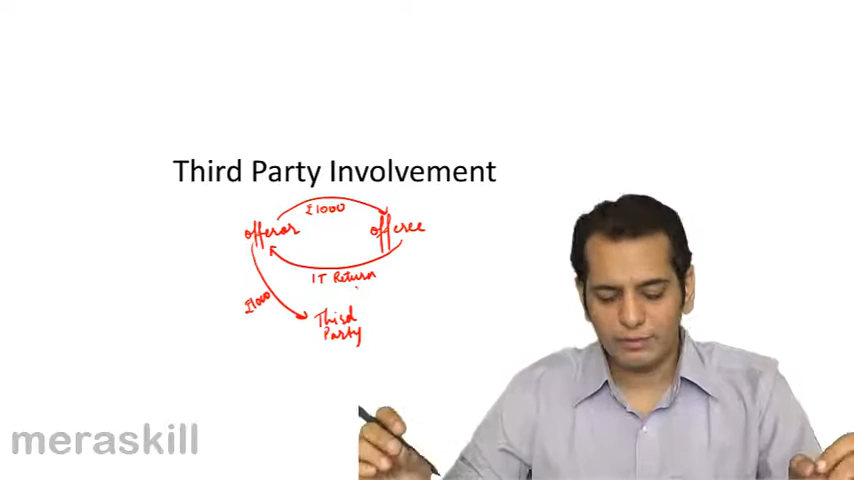 Third Party Involvement
£1000
offeror offeree
IT Return
£1000
Third
Party
meraskill